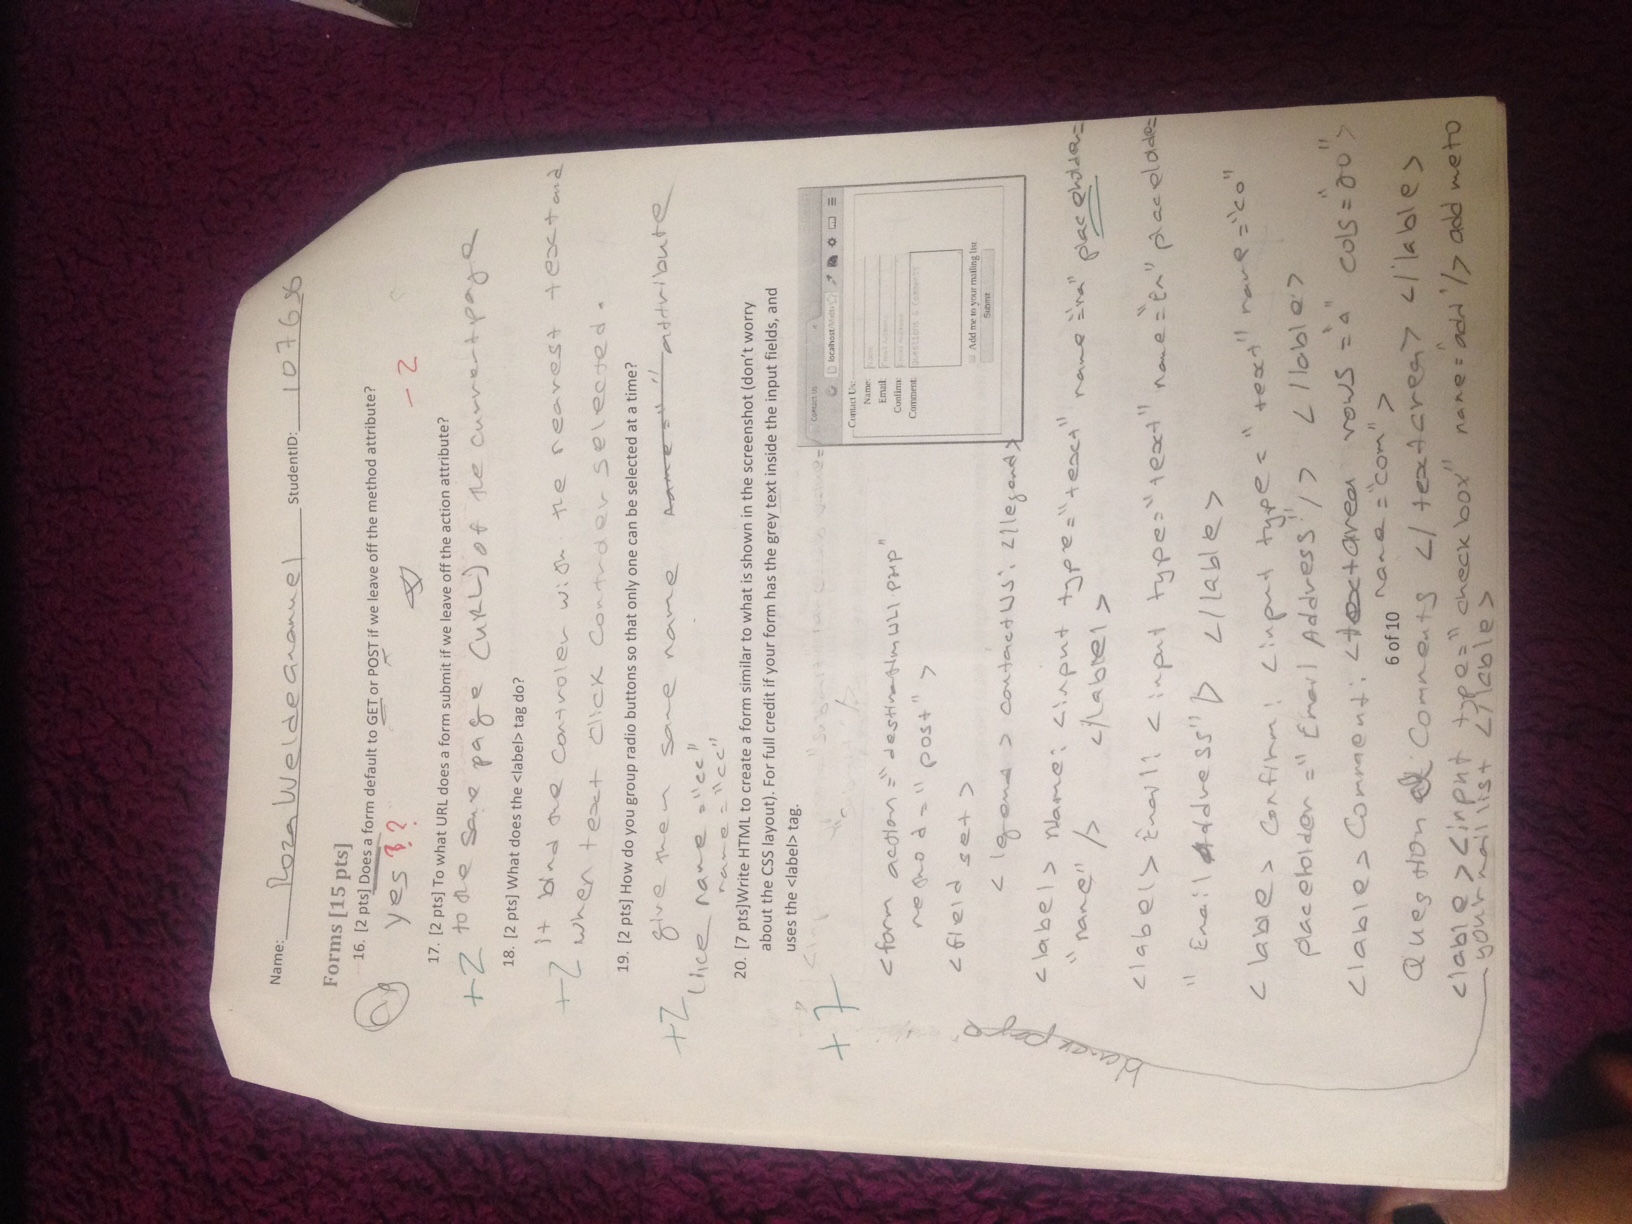 Name: Roza Weldeananuel StudentID:
Forms [15 pts]
16. [2 pts] Does a form default to GET or POST if we leave off the method attribute?
yes ?? -2
17. [2 pts] To what URL does a form submit if we leave off the action attribute?
+2 to the same page (URL) of the current page
18. [2 pts] What does the <label> tag do?
+2 it bind the controler with the nearest text and
when text click controler selected.
19. [2 pts] How do you group radio buttons so that only one can be selected at a time?
+2 give them same name name=" " attribute
like name = "cc"
name = "cc"
20. [7 pts]Write HTML to create a form similar to what is shown in the screenshot (don't worry
about the CSS layout). For full credit if your form has the grey text inside the input fields, and
uses the <label> tag.
+7
Contact Us
localhost
Contact Us:
Name:
Email:
Confirm:
Comment: Questions & Comments
Add me to your mailing list
Submit
<form action = "destination URL.PHP"
method = "post" >
<field set >
< legend > contact Us: </legend>
<label> Name: <input type="text" name="na" placeholder=
"name" /> </lable>
<label> Email: < input type="text" name="En" placeholder=
"Email Address" /> </lable>
< lable> Confirm: <input type = "text" name="co"
placeholder = "Email Address" /> </lable>
<lable> Comment: <textarea rows = "4" cols="20">
name = "com" >
6 of 10
Question & Comments </textarea> </lable>
<lable > <input type="checkbox" name="add" /> add me to
your mail list </lable>